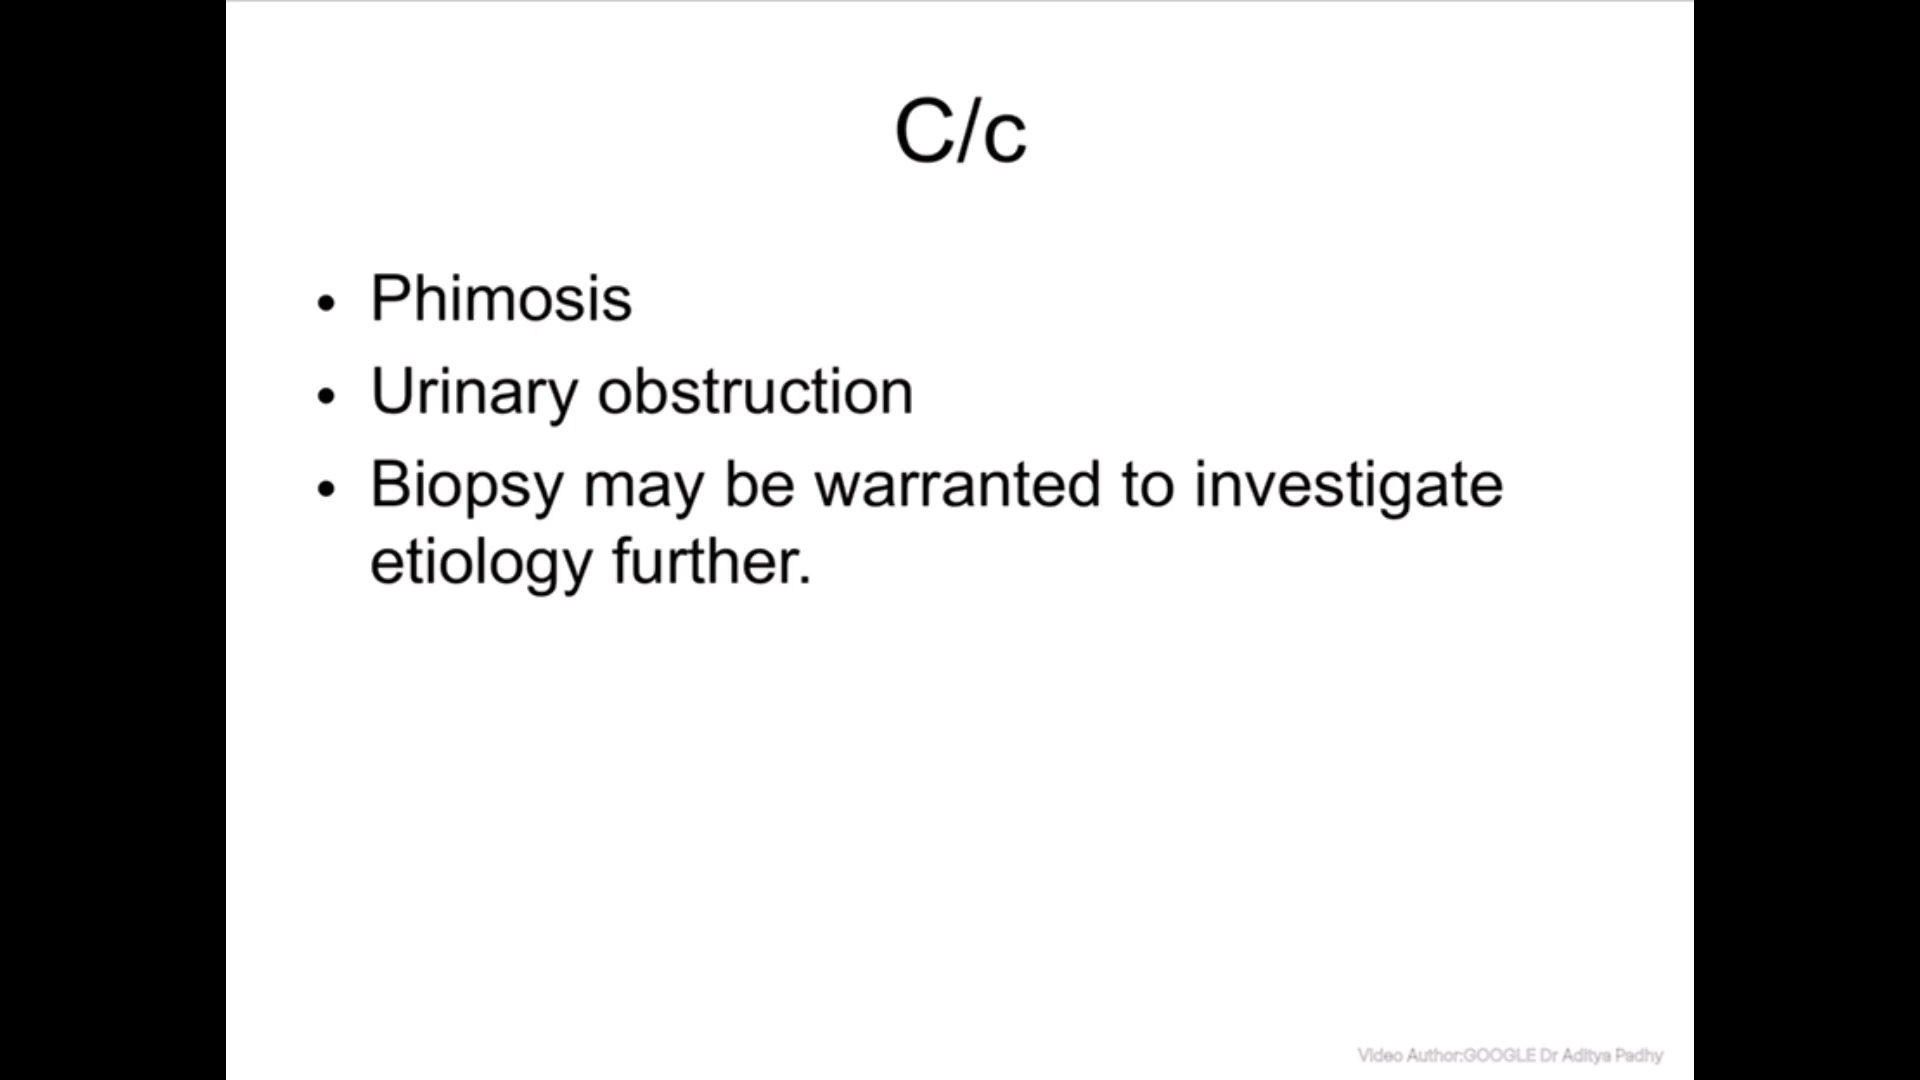 C/c
• Phimosis
• Urinary obstruction
• Biopsy may be warranted to investigate
etiology further.
Video Author:GOOGLE Dr Aditya Padhy